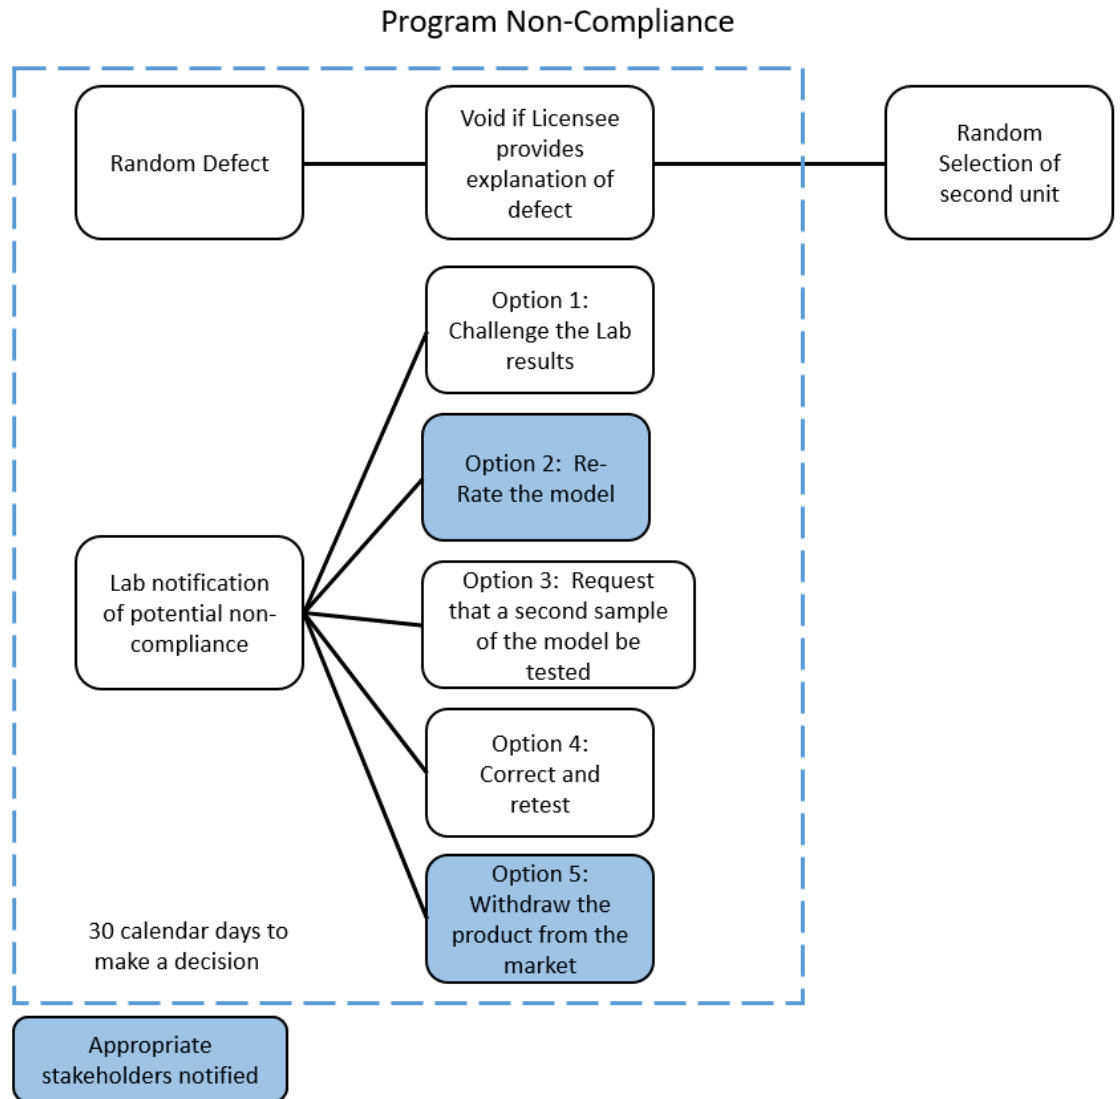 Program Non-Compliance
Random Defect
Void if Licensee
provides
explanation of
defect
Random
Selection of
second unit
Option 1:
Challenge the Lab
results
Option 2:  Re-
Rate the model
Lab notification
of potential non-
compliance
Option 3:  Request
that a second sample
of the model be
tested
Option 4:
Correct and
retest
Option 5:
Withdraw the
product from the
market
30 calendar days to
make a decision
Appropriate
stakeholders notified